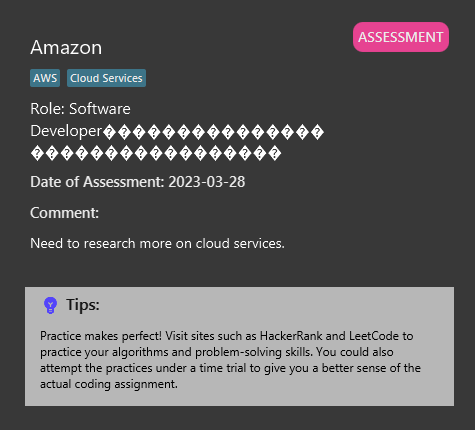 Amazon
ASSESSMENT
AWS Cloud Services
Role: Software
Developer�������������������
���������������������
Date of Assessment: 2023-03-28
Comment:
Need to research more on cloud services.
Tips:
Practice makes perfect! Visit sites such as HackerRank and LeetCode to
practice your algorithms and problem-solving skills. You could also
attempt the practices under a time trial to give you a better sense of the
actual coding assignment.